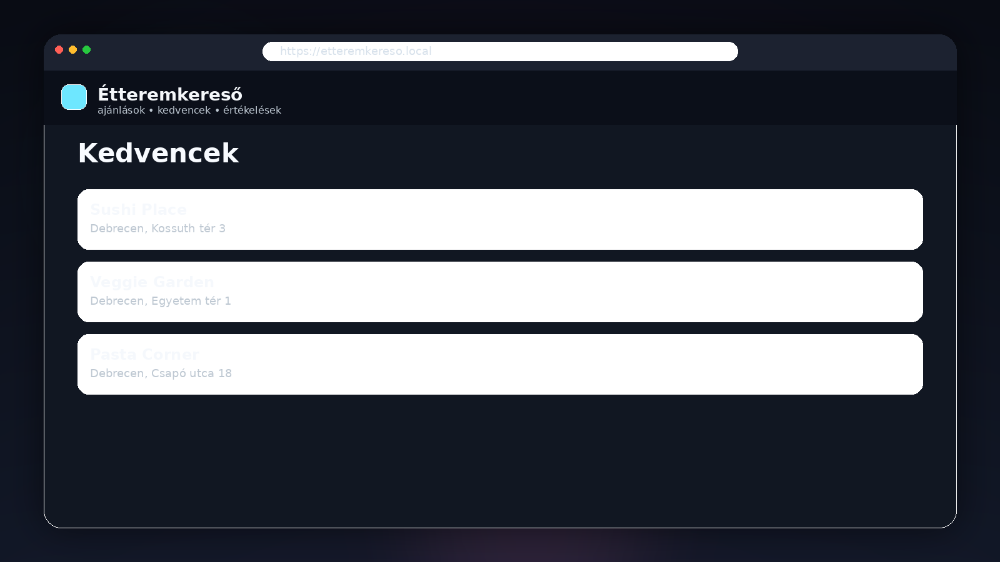 https://etteremkereso.local
Étteremkereső
ajánlások • kedvencek • értékelések
Kedvencek
Sushi Place
Debrecen, Kossuth tér 3
Veggie Garden
Debrecen, Egyetem tér 1
Pasta Corner
Debrecen, Csapó utca 18